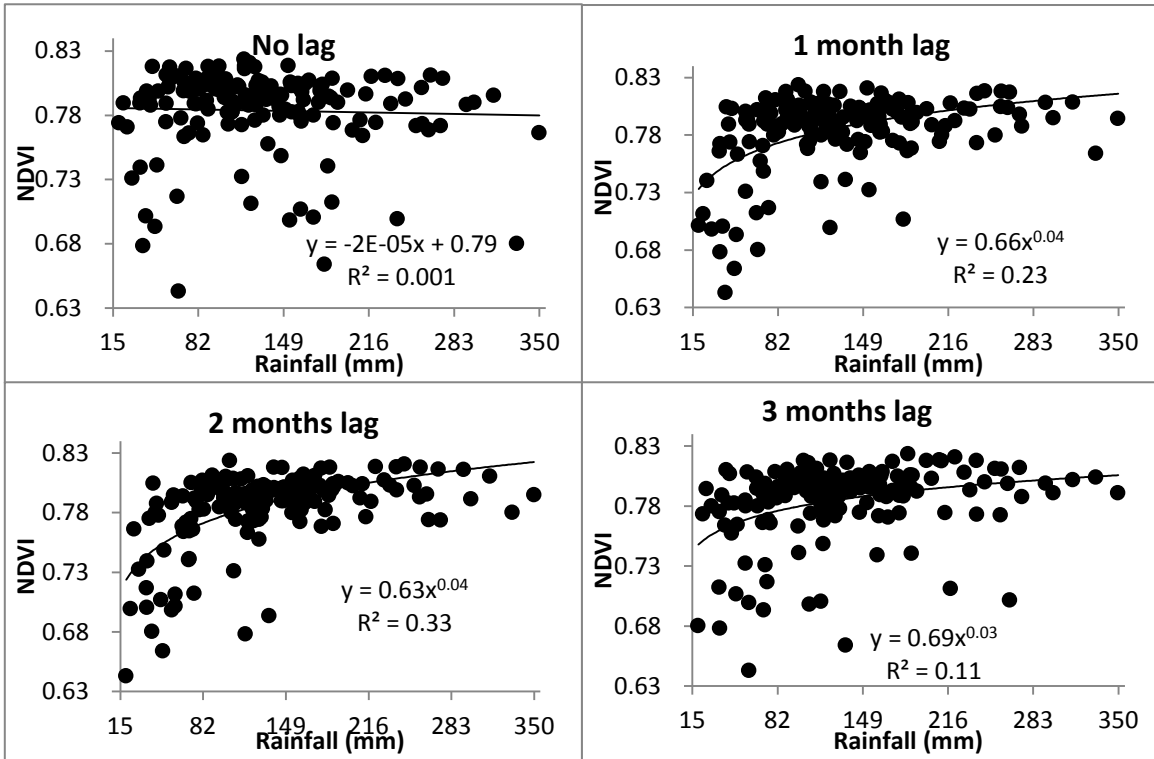 No lag
NDVI
0.83
0.78
0.73
0.68
0.63
y = -2E-05x + 0.79
R² = 0.001
15 82 149 216 283 350
Rainfall (mm)
1 month lag
NDVI
0.83
0.78
0.73
0.68
0.63
y = 0.66x^0.04
R² = 0.23
15 82 149 216 283 350
Rainfall (mm)
2 months lag
NDVI
0.83
0.78
0.73
0.68
0.63
y = 0.63x^0.04
R² = 0.33
15 82 149 216 283 350
Rainfall (mm)
3 months lag
NDVI
0.83
0.78
0.73
0.68
0.63
y = 0.69x^0.03
R² = 0.11
15 82 149 216 283 350
Rainfall (mm)